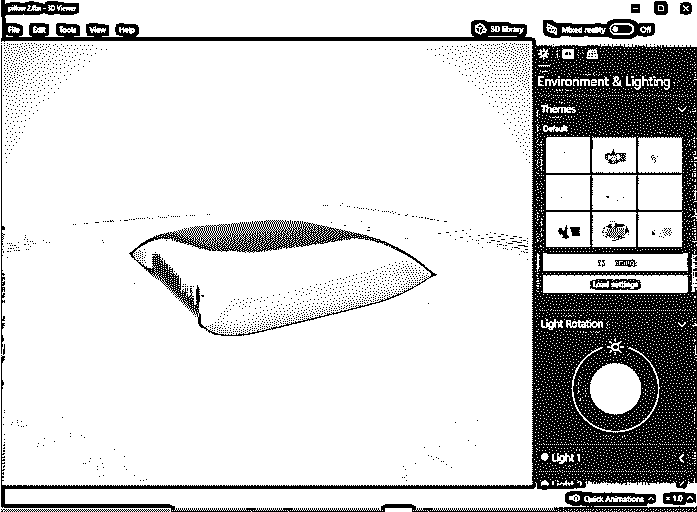 pillow 2.fbx - 3D Viewer
File Edit Tools View Help
3D library
Mixed reality Off
Environment & Lighting
Themes
Default
Load settings
Light Rotation
Light 1
Quick Animations
× 1.0